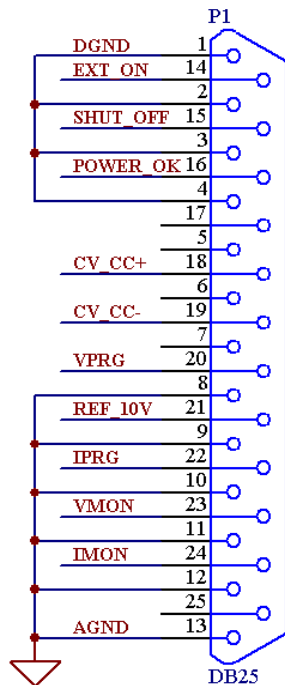 P1
DGND 1
EXT_ON 14
2
SHUT_OFF 15
3
POWER_OK 16
4
17
5
CV_CC+ 18
6
CV_CC- 19
7
VPRG 20
8
REF_10V 21
9
IPRG 22
10
VMON 23
11
IMON 24
12
25
AGND 13
DB25